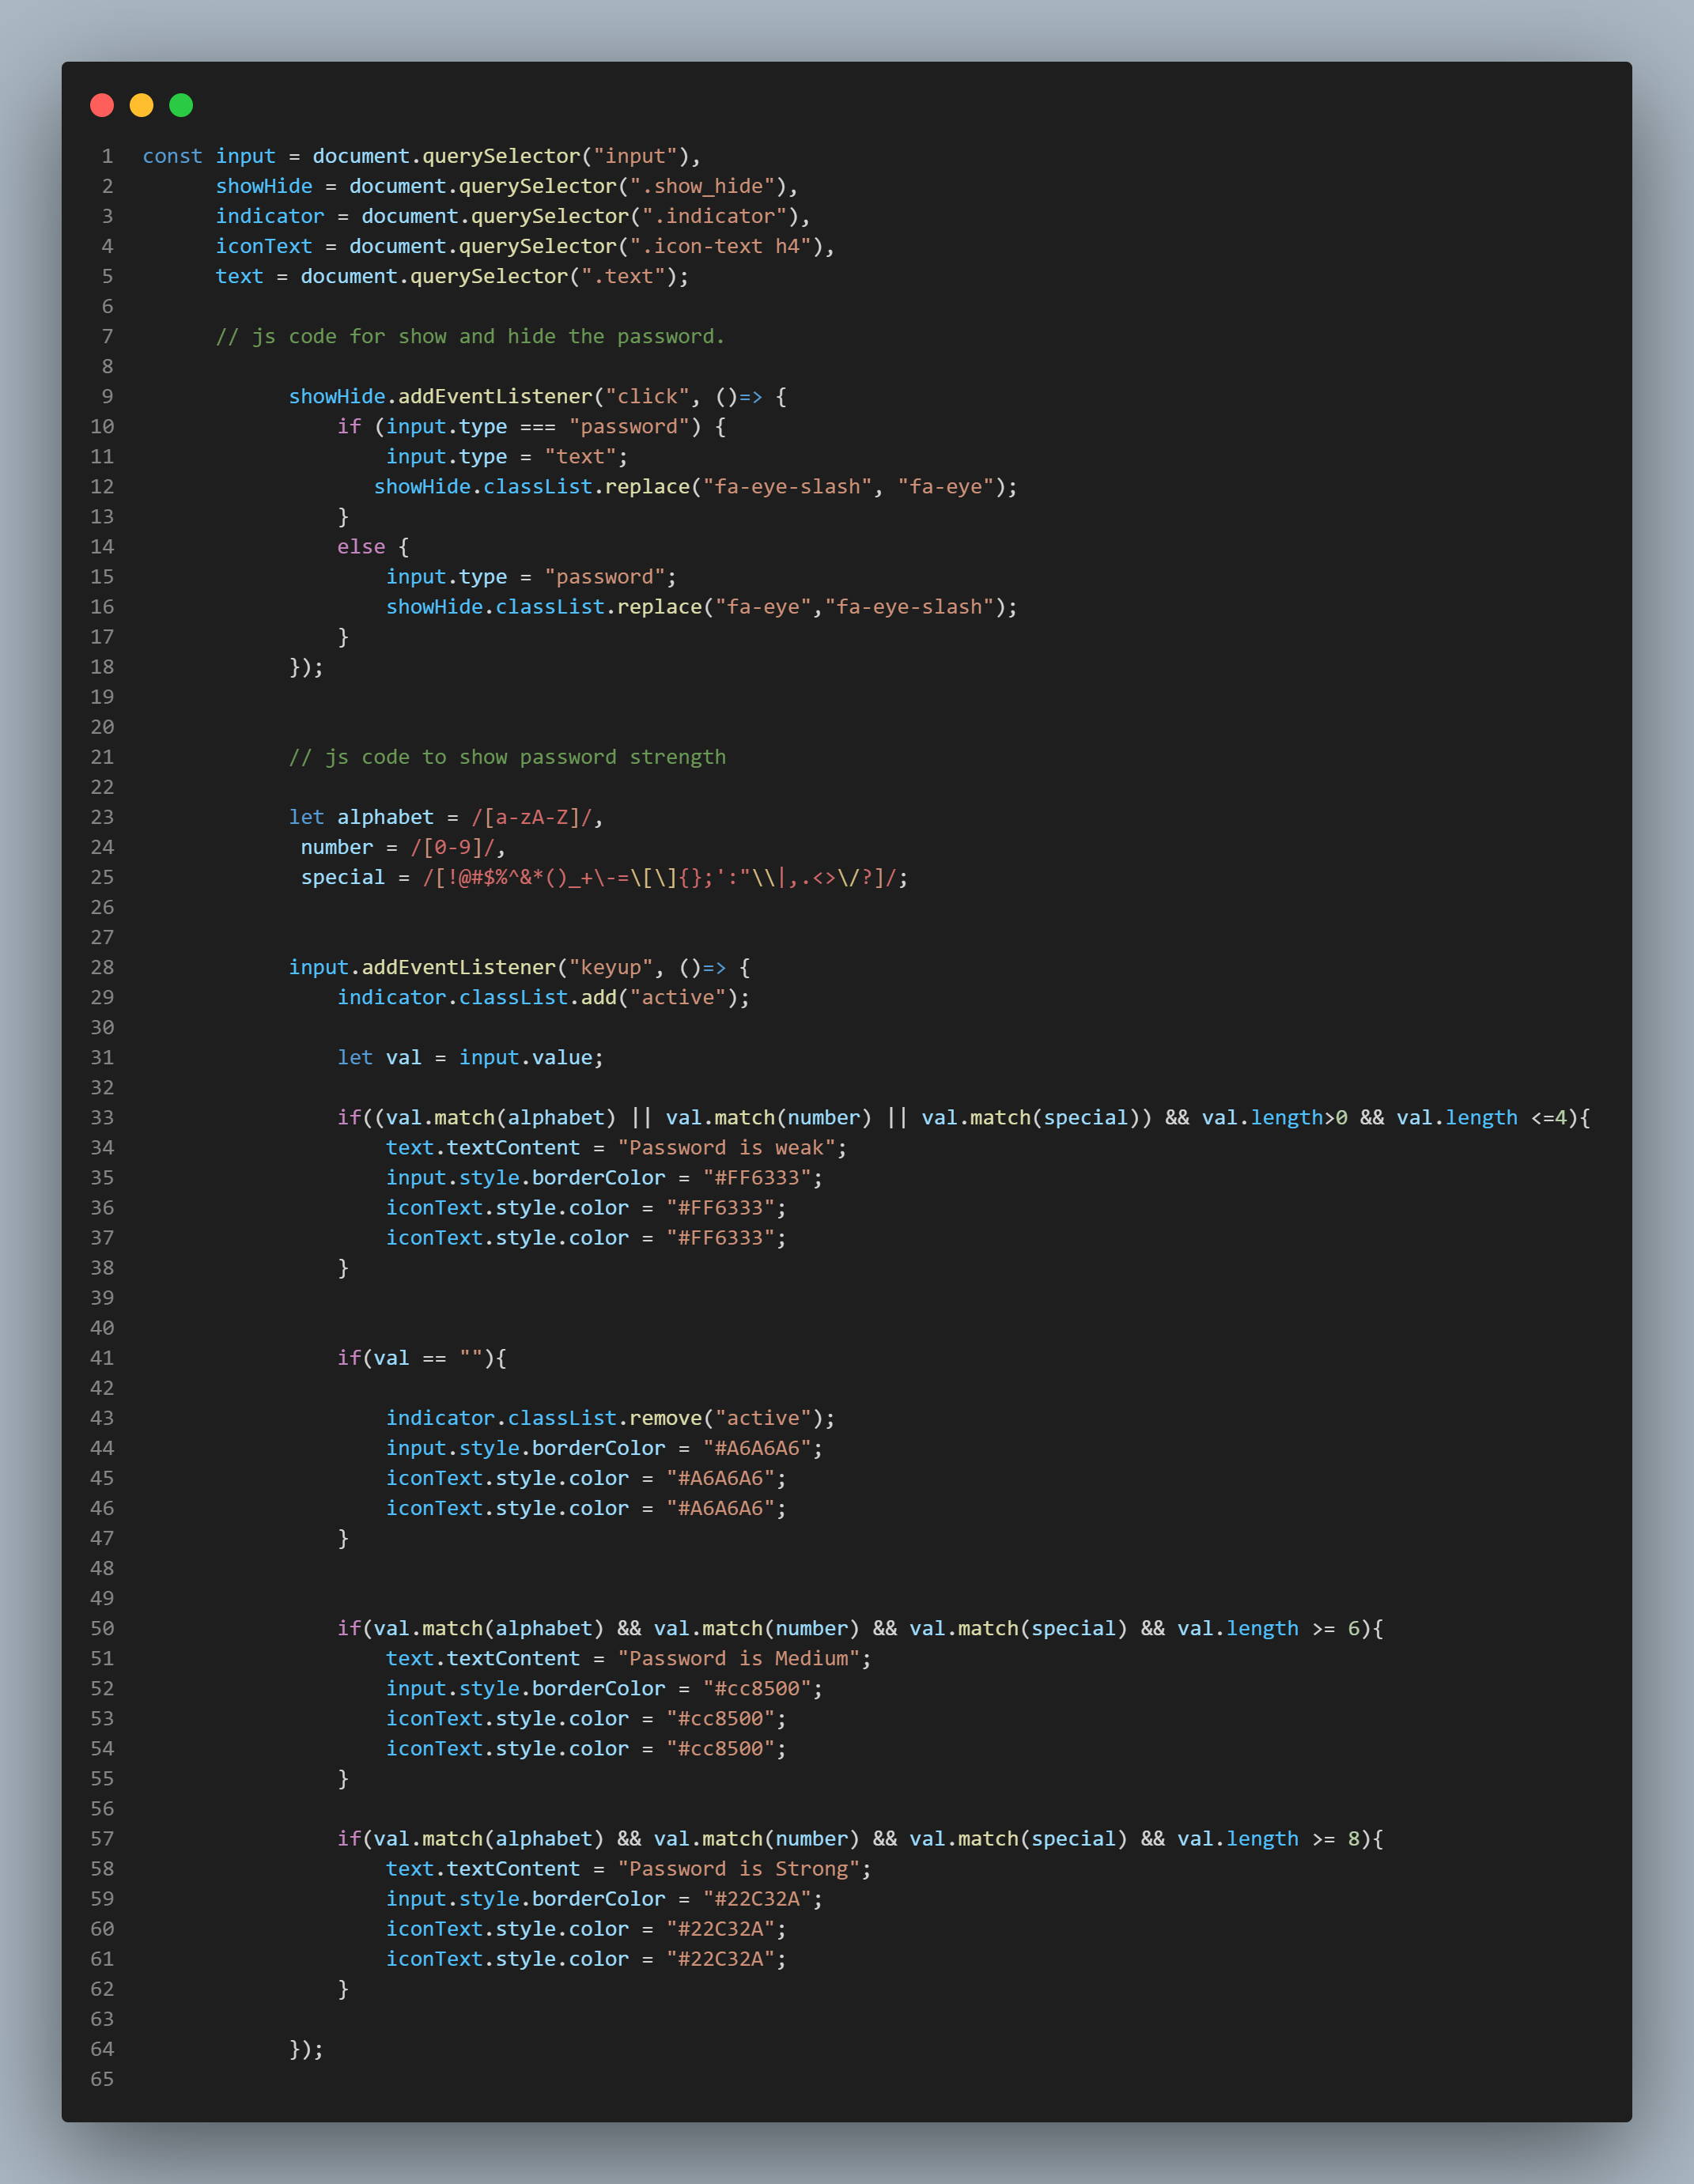 1 const input = document.querySelector("input"),
2       showHide = document.querySelector(".show_hide"),
3       indicator = document.querySelector(".indicator"),
4       iconText = document.querySelector(".icon-text h4"),
5       text = document.querySelector(".text");
6
7       // js code for show and hide the password.
8
9             showHide.addEventListener("click", ()=> {
10                 if (input.type === "password") {
11                     input.type = "text";
12                    showHide.classList.replace("fa-eye-slash", "fa-eye");
13                 }
14                 else {
15                     input.type = "password";
16                     showHide.classList.replace("fa-eye","fa-eye-slash");
17                 }
18             });
19
20
21             // js code to show password strength
22
23             let alphabet = /[a-zA-Z]/,
24              number = /[0-9]/,
25              special = /[!@#$%^&*()_+\-=\[\]{};':"\\|,.<>\/?]/;
26
27
28             input.addEventListener("keyup", ()=> {
29                 indicator.classList.add("active");
30
31                 let val = input.value;
32
33                 if((val.match(alphabet) || val.match(number) || val.match(special)) && val.length>0 && val.length <=4){
34                     text.textContent = "Password is weak";
35                     input.style.borderColor = "#FF6333";
36                     iconText.style.color = "#FF6333";
37                     iconText.style.color = "#FF6333";
38                 }
39
40
41                 if(val == ""){
42
43                     indicator.classList.remove("active");
44                     input.style.borderColor = "#A6A6A6";
45                     iconText.style.color = "#A6A6A6";
46                     iconText.style.color = "#A6A6A6";
47                 }
48
49
50                 if(val.match(alphabet) && val.match(number) && val.match(special) && val.length >= 6){
51                     text.textContent = "Password is Medium";
52                     input.style.borderColor = "#cc8500";
53                     iconText.style.color = "#cc8500";
54                     iconText.style.color = "#cc8500";
55                 }
56
57                 if(val.match(alphabet) && val.match(number) && val.match(special) && val.length >= 8){
58                     text.textContent = "Password is Strong";
59                     input.style.borderColor = "#22C32A";
60                     iconText.style.color = "#22C32A";
61                     iconText.style.color = "#22C32A";
62                 }
63
64             });
65